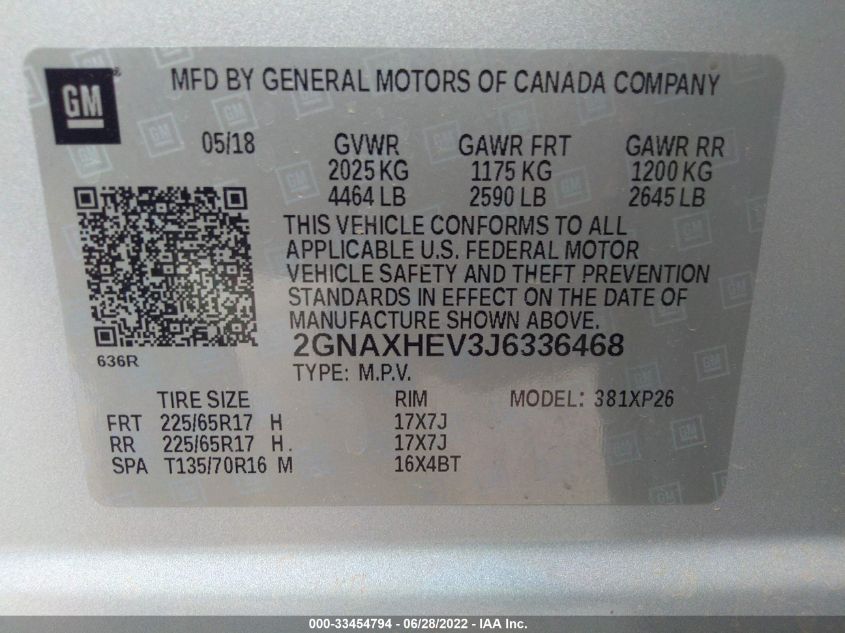 GM
MFD BY GENERAL MOTORS OF CANADA COMPANY
05/18 GVWR GAWR FRT GAWR RR
2025 KG 1175 KG 1200 KG
4464 LB 2590 LB 2645 LB
THIS VEHICLE CONFORMS TO ALL
APPLICABLE U.S. FEDERAL MOTOR
VEHICLE SAFETY AND THEFT PREVENTION
STANDARDS IN EFFECT ON THE DATE OF
MANUFACTURE SHOWN ABOVE.
2GNAXHEV3J6336468
636R
TYPE: M.P.V.
TIRE SIZE RIM MODEL: 381XP26
FRT 225/65R17 H 17X7J
RR 225/65R17 H 17X7J
SPA T135/70R16 M 16X4BT
000-33454794 - 06/28/2022 - IAA Inc.